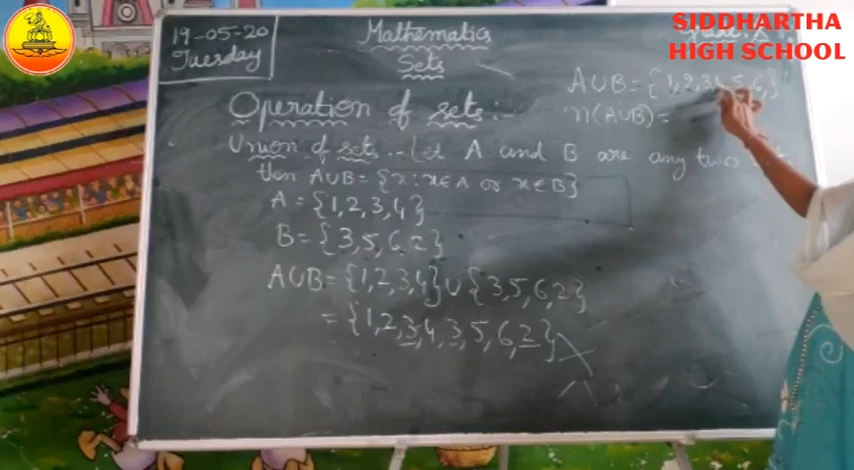 SIDDHARTHA
HIGH SCHOOL
19-05-20
Tuesday
Mathematics
Sets
A∪B = {1,2,3,4,5,6,}
n(A∪B) =
Operation of sets:-
Union of sets :- Let A and B are any two
then A∪B = {x : x∈A or x∈B}
A = {1,2,3,4}
B = {3,5,6,2}
A∪B = {1,2,3,4} ∪ {3,5,6,2}
= {1,2,3,4,3,5,6,2}